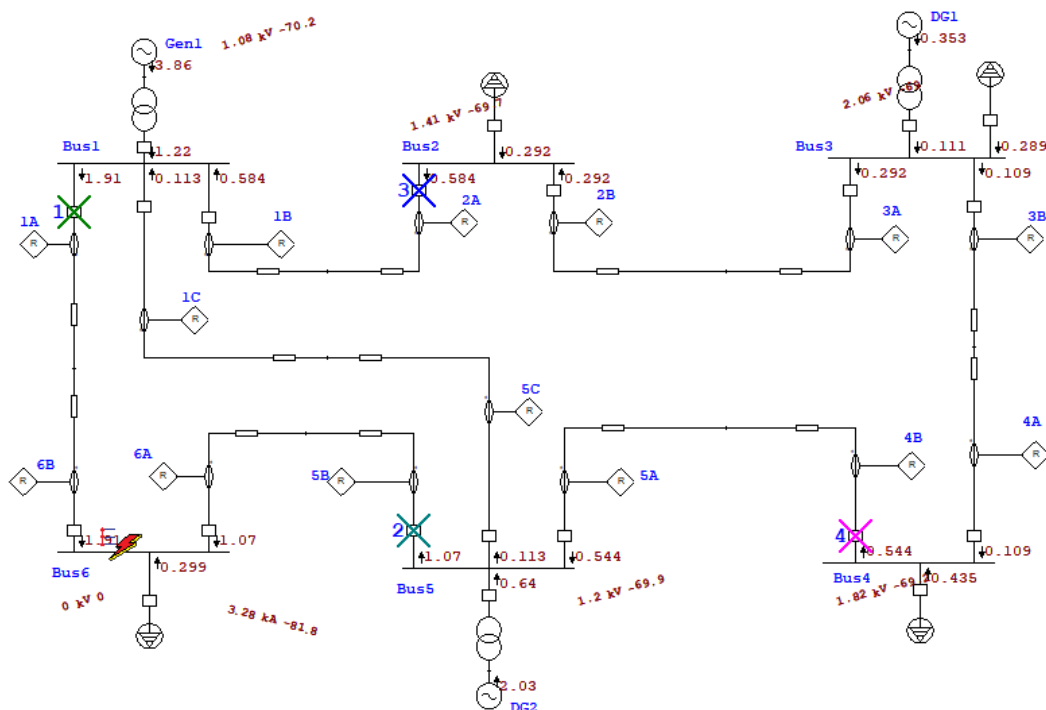 Gen1
1.08 kV -70.2
3.86
DG1
0.353
2.06 kV -69
1.41 kV -69.7
Bus1
1.22
Bus2
0.292
Bus3
0.111
0.289
1.91
0.113
0.584
3
0.584
0.292
0.292
0.109
1
2A
2B
1A
R
1B
R
R
R
3A
R
3B
R
1C
R
5C
R
6B
R
6A
R
5B
R
5A
R
4B
R
4A
R
2
4
1.91
1.07
1.07
0.113
0.544
0.544
0.109
Bus6
0.299
Bus5
0.64
1.2 kV -69.9
Bus4
0.435
0 kV 0
3.28 kA -81.8
2.03
DG2